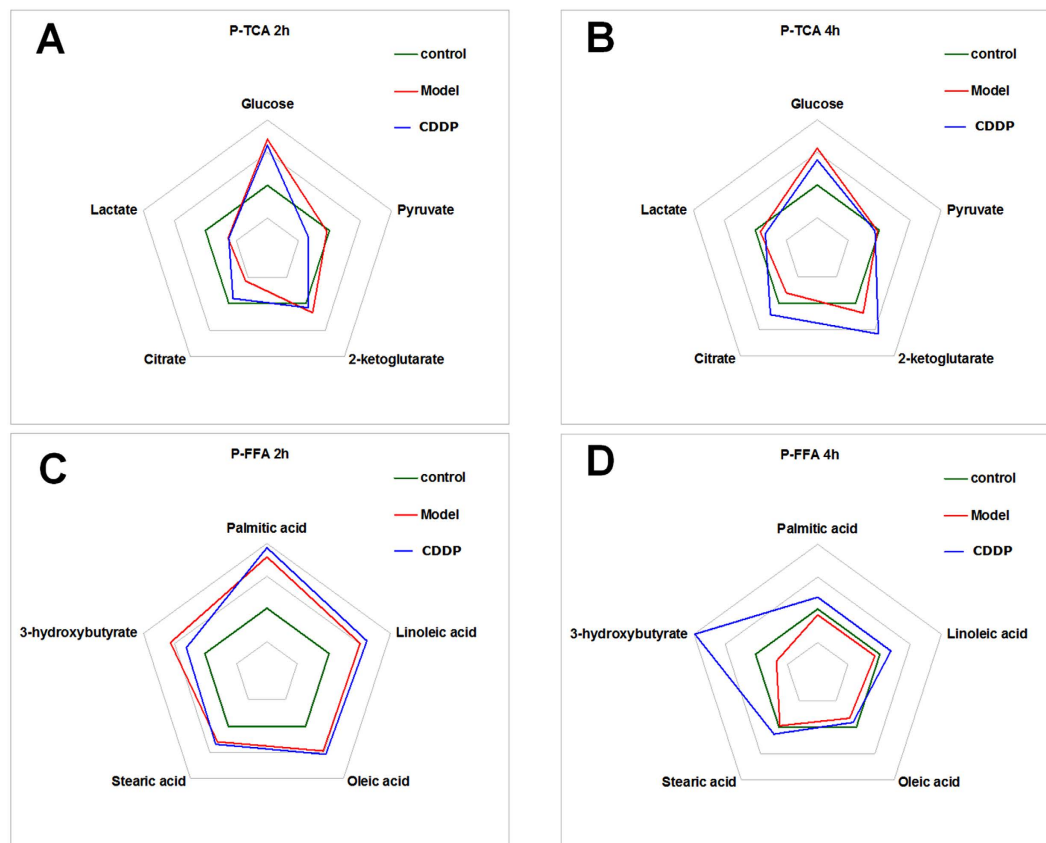 A
P-TCA 2h
control
Model
CDDP
Glucose
Lactate
Pyruvate
Citrate
2-ketoglutarate
B
P-TCA 4h
control
Model
CDDP
Glucose
Lactate
Pyruvate
Citrate
2-ketoglutarate
C
P-FFA 2h
control
Model
CDDP
Palmitic acid
3-hydroxybutyrate
Linoleic acid
Stearic acid
Oleic acid
D
P-FFA 4h
control
Model
CDDP
Palmitic acid
3-hydroxybutyrate
Linoleic acid
Stearic acid
Oleic acid